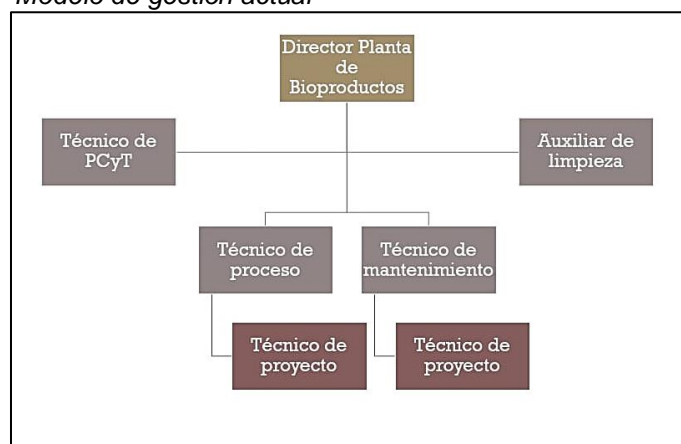 Modelo de gestión actual
Director Planta
de
Bioproductos
Técnico de
PCyT
Auxiliar de
limpieza
Técnico de
proceso
Técnico de
mantenimiento
Técnico de
proyecto
Técnico de
proyecto